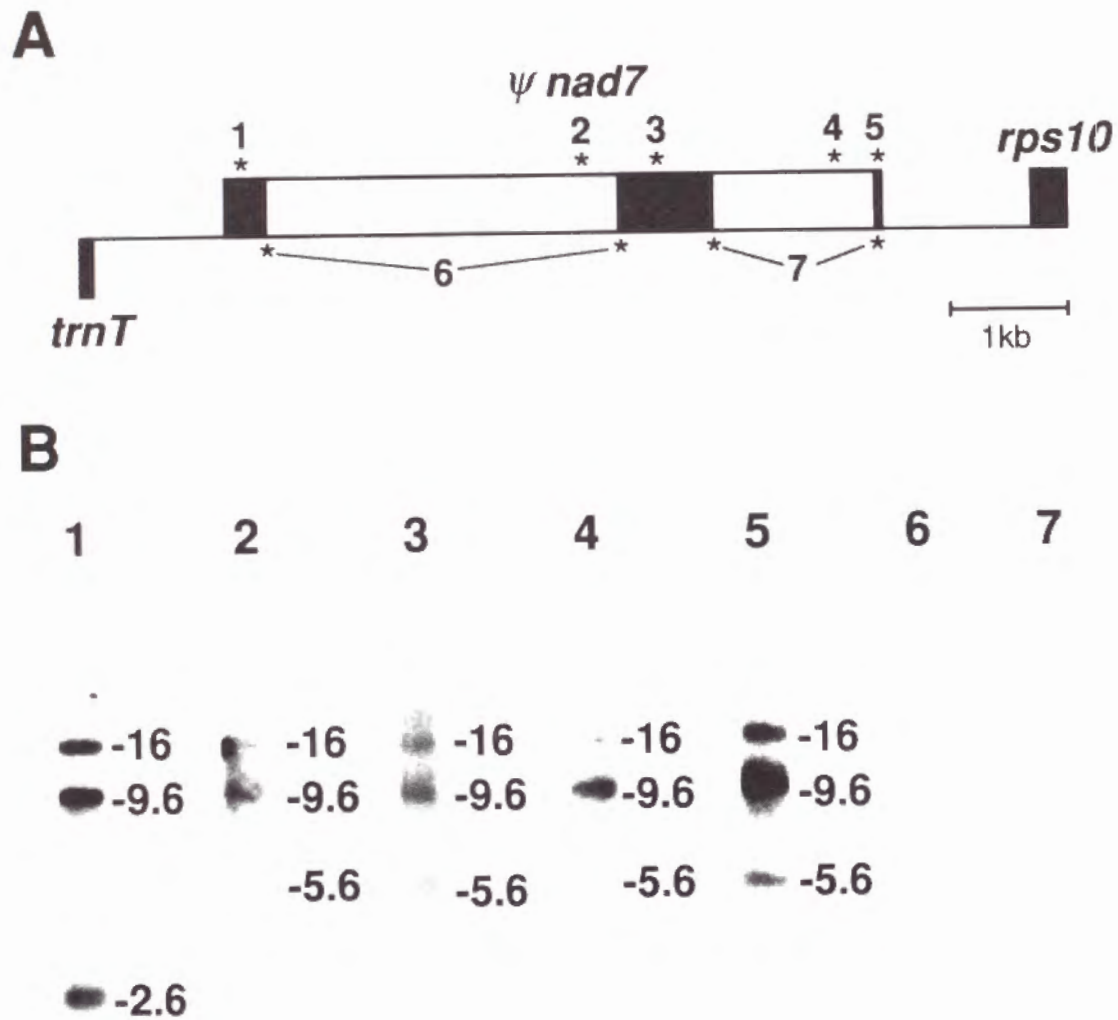 A
ψ nad7
1 2 3 4 5 rps10
* * * * *
* * * *
6 7
trnT 1kb
B
1 2 3 4 5 6 7
-16 -16 -16 -16 -16
-9.6 -9.6 -9.6 -9.6 -9.6
-5.6 -5.6 -5.6 -5.6
-2.6